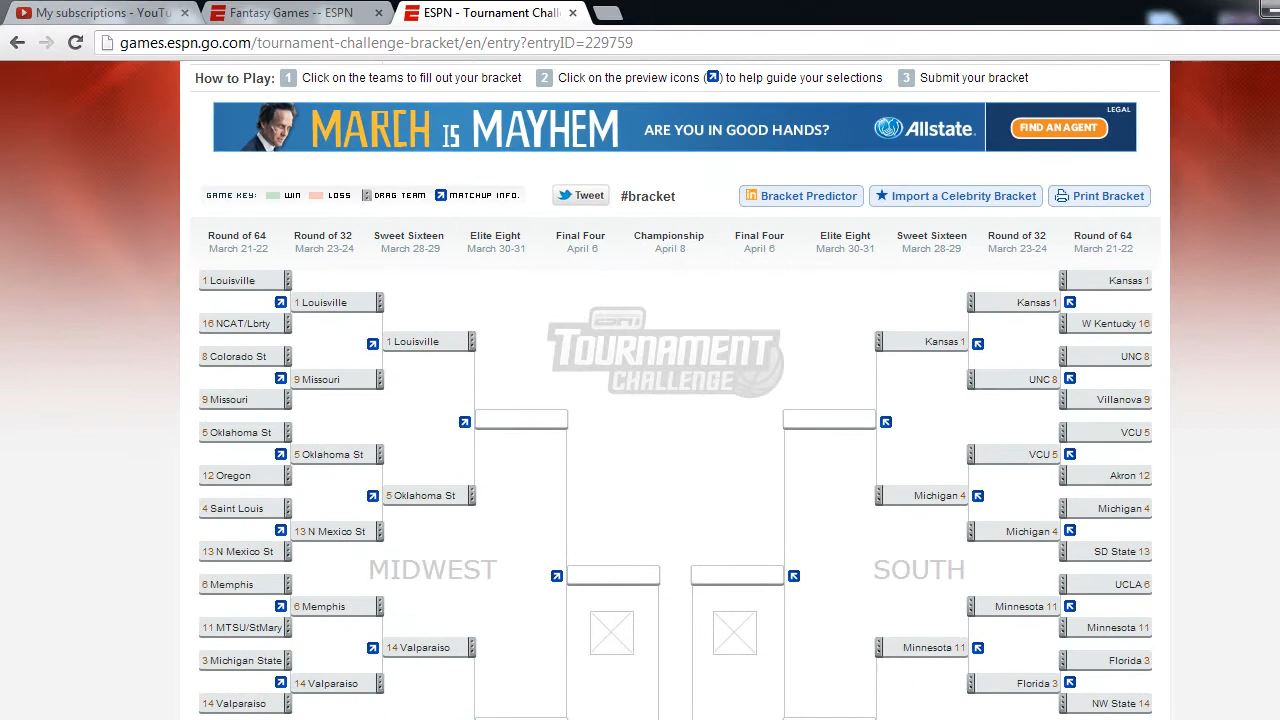 My subscriptions - YouTu
Fantasy Games -- ESPN
ESPN - Tournament Chall
games.espn.go.com/tournament-challenge-bracket/en/entry?entryID=229759
How to Play: 1 Click on the teams to fill out your bracket 2 Click on the preview icons ( ) to help guide your selections 3 Submit your bracket
MARCH IS MAYHEM ARE YOU IN GOOD HANDS? Allstate. FIND AN AGENT LEGAL
GAME KEY: WIN LOSS DRAG TEAM MATCHUP INFO. Tweet #bracket Bracket Predictor Import a Celebrity Bracket Print Bracket
Round of 64 Round of 32 Sweet Sixteen Elite Eight Final Four Championship Final Four Elite Eight Sweet Sixteen Round of 32 Round of 64
March 21-22 March 23-24 March 28-29 March 30-31 April 6 April 8 April 6 March 30-31 March 28-29 March 23-24 March 21-22
1 Louisville Kansas 1
1 Louisville Kansas 1
16 NCAT/Lbrty W Kentucky 16
1 Louisville Kansas 1
ESPN
TOURNAMENT
CHALLENGE
8 Colorado St UNC 8
9 Missouri UNC 8
9 Missouri Villanova 9
5 Oklahoma St VCU 5
5 Oklahoma St VCU 5
12 Oregon Akron 12
5 Oklahoma St Michigan 4
4 Saint Louis Michigan 4
13 N Mexico St Michigan 4
13 N Mexico St SD State 13
MIDWEST SOUTH
6 Memphis UCLA 6
6 Memphis Minnesota 11
11 MTSU/StMary Minnesota 11
14 Valparaiso Minnesota 11
3 Michigan State Florida 3
14 Valparaiso Florida 3
14 Valparaiso NW State 14